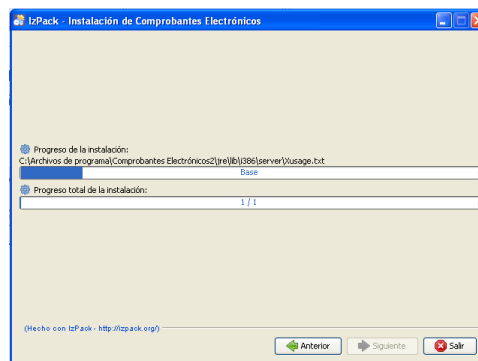 IzPack - Instalación de Comprobantes Electrónicos
Progreso de la instalación:
C:\Archivos de programa\Comprobantes Electrónicos2\jre\lib\i386\server\Xusage.txt
Base
Progreso total de la instalación:
1 / 1
(Hecho con IzPack - http://izpack.org/)
Anterior Siguiente Salir